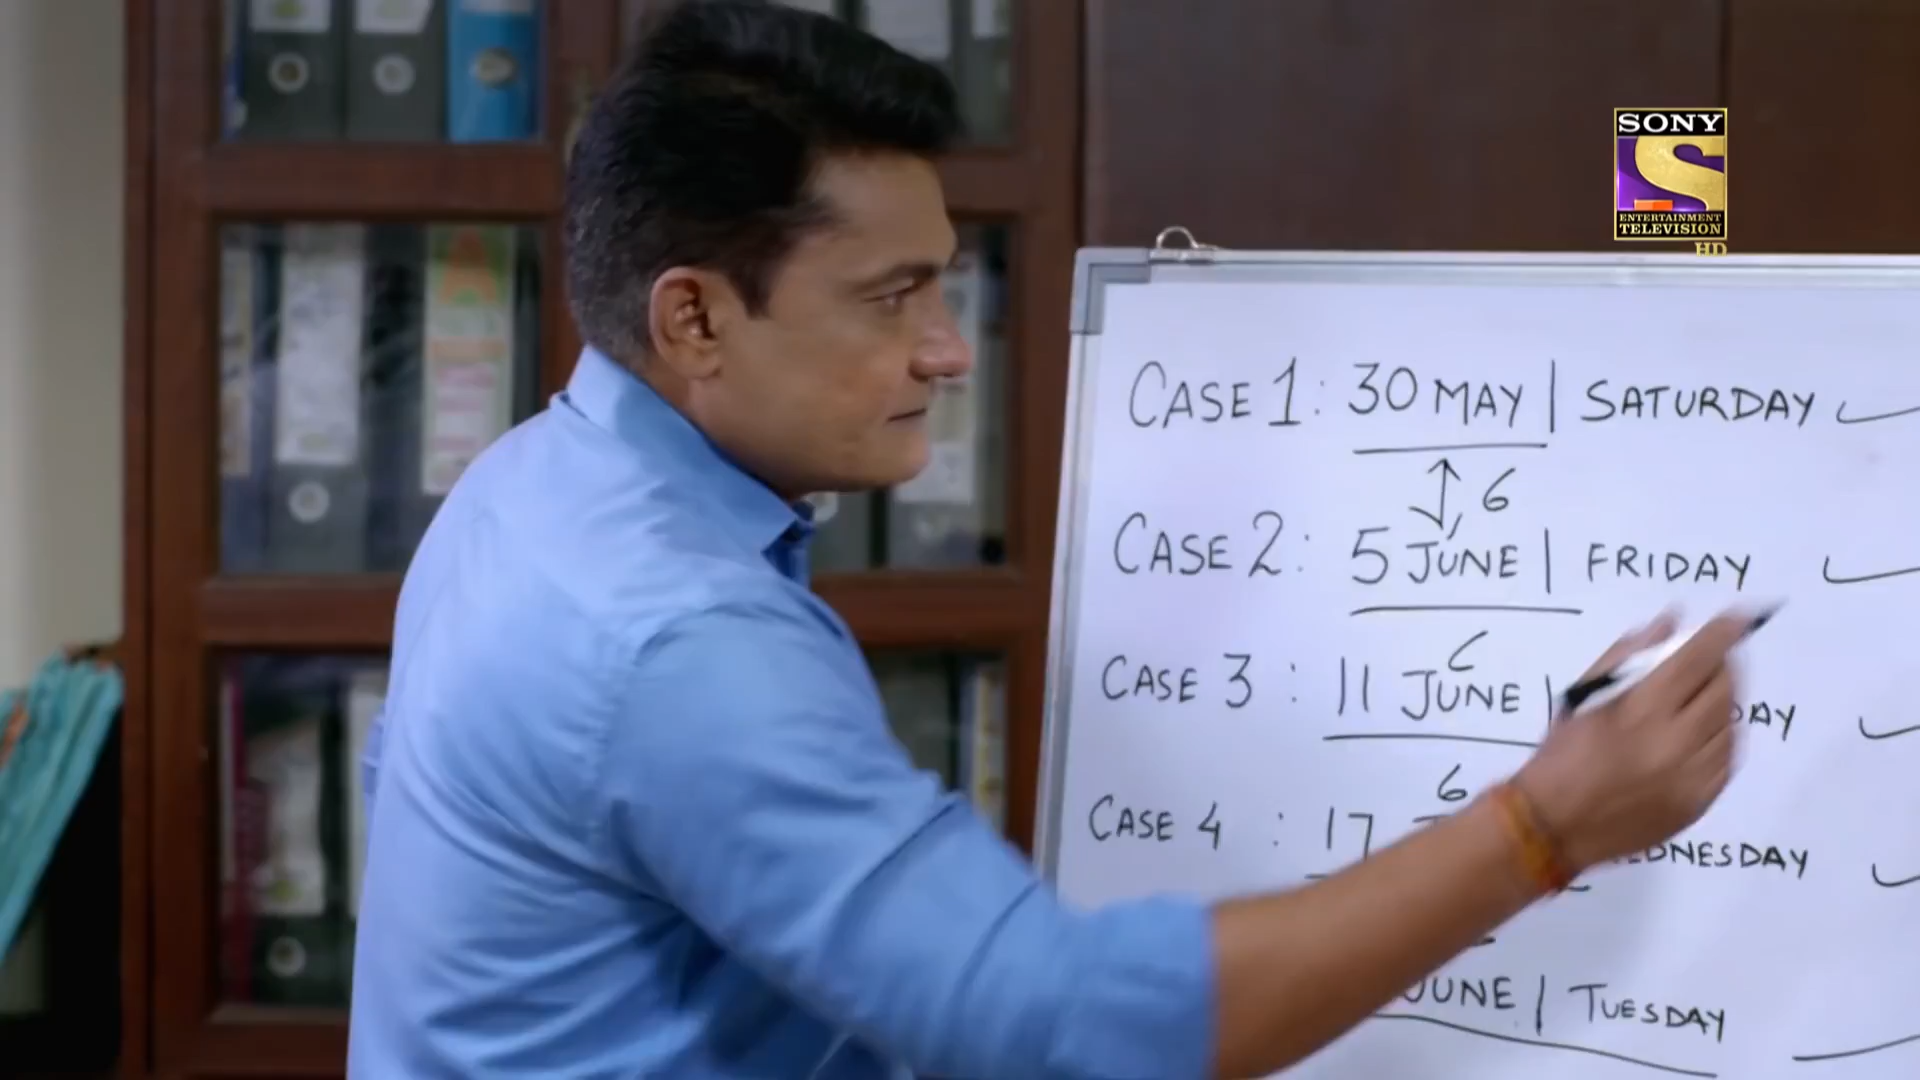 SONY
ENTERTAINMENT
TELEVISION
HD
CASE 1: 30 MAY | SATURDAY
6
CASE 2: 5 JUNE | FRIDAY
6
CASE 3 : 11 JUNE |
6
CASE 4 : 17
JUNE | TUESDAY